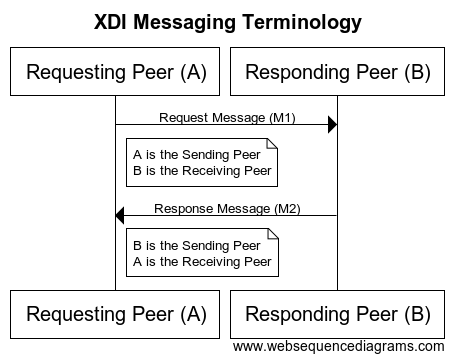 XDI Messaging Terminology
Requesting Peer (A)
Responding Peer (B)
Request Message (M1)
A is the Sending Peer
B is the Receiving Peer
Response Message (M2)
B is the Sending Peer
A is the Receiving Peer
Requesting Peer (A)
Responding Peer (B)
www.websequencediagrams.com